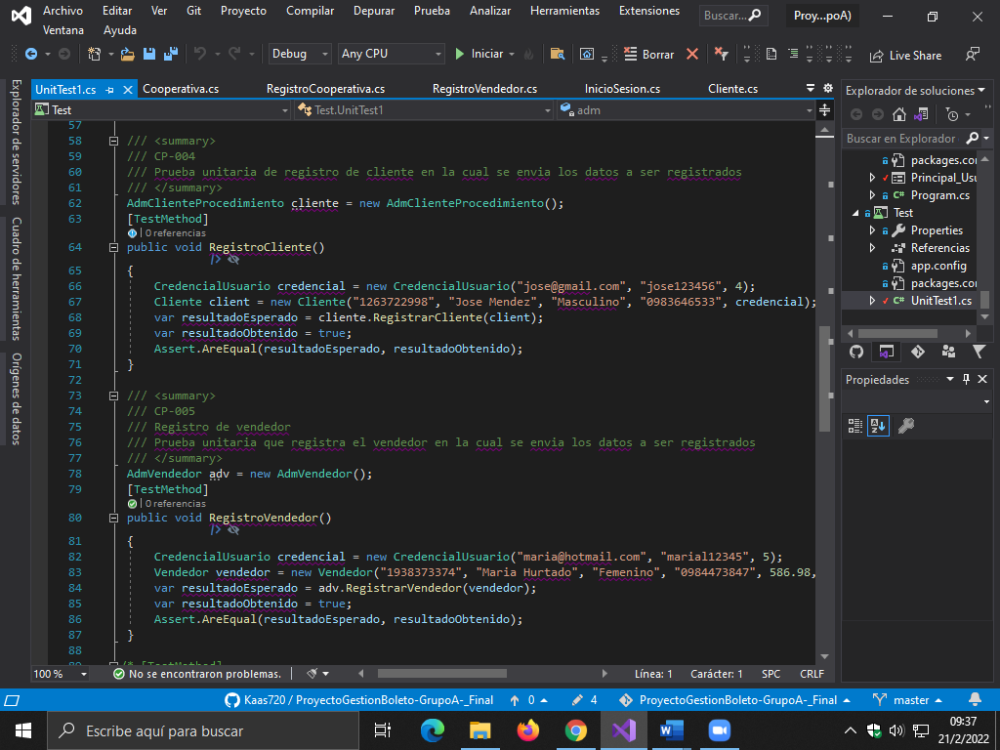 Archivo Editar Ver Git Proyecto Compilar Depurar Prueba Analizar Herramientas Extensiones Buscar... Proy...poA)
Ventana Ayuda
Debug Any CPU Iniciar Borrar Live Share
Explorador de servidores
Cuadro de herramientas
Orígenes de datos
UnitTest1.cs Cooperativa.cs RegistroCooperativa.cs RegistroVendedor.cs InicioSesion.cs Cliente.cs
Test Test.UnitTest1 adm
57
58 /// <summary>
59 /// CP-004
60 /// Prueba unitaria de registro de cliente en la cual se envia los datos a ser registrados
61 /// </summary>
62 AdmClienteProcedimiento cliente = new AdmClienteProcedimiento();
63 [TestMethod]
0 referencias
64 public void RegistroCliente()
65 {
66 CredencialUsuario credencial = new CredencialUsuario("jose@gmail.com", "jose123456", 4);
67 Cliente client = new Cliente("1263722998", "Jose Mendez", "Masculino", "0983646533", credencial);
68 var resultadoEsperado = cliente.RegistrarCliente(client);
69 var resultadoObtenido = true;
70 Assert.AreEqual(resultadoEsperado, resultadoObtenido);
71 }
72
73 /// <summary>
74 /// CP-005
75 /// Registro de vendedor
76 /// Prueba unitaria que registra el vendedor en la cual se envia los datos a ser registrados
77 /// </summary>
78 AdmVendedor adv = new AdmVendedor();
79 [TestMethod]
0 referencias
80 public void RegistroVendedor()
81 {
82 CredencialUsuario credencial = new CredencialUsuario("maria@hotmail.com", "marial12345", 5);
83 Vendedor vendedor = new Vendedor("1938373374", "Maria Hurtado", "Femenino", "0984473847", 586.98,
84 var resultadoEsperado = adv.RegistrarVendedor(vendedor);
85 var resultadoObtenido = true;
86 Assert.AreEqual(resultadoEsperado, resultadoObtenido);
87 }
88
89 /* [TestMethod]
100 % No se encontraron problemas. Línea: 1 Carácter: 1 SPC CRLF
Explorador de soluciones
Buscar en Explorador
packages.con
Principal_Usu
Program.cs
Test
Properties
Referencias
app.config
packages.con
UnitTest1.cs
Propiedades
Kaas720 / ProyectoGestionBoleto-GrupoA-_Final 0 4 ProyectoGestionBoleto-GrupoA-_Final master
Escribe aquí para buscar
09:37
21/2/2022